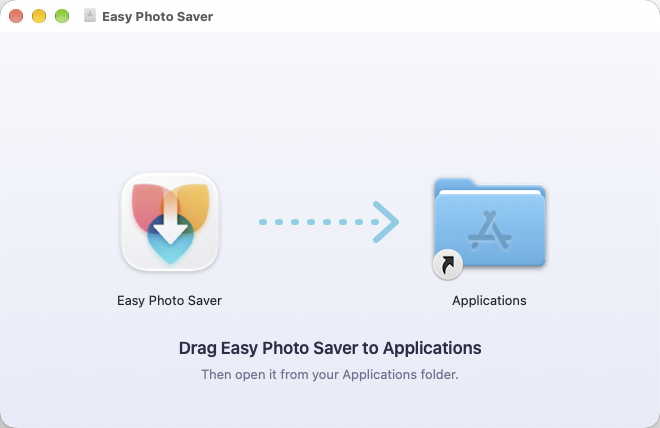 Easy Photo Saver
Easy Photo Saver
Applications
Drag Easy Photo Saver to Applications
Then open it from your Applications folder.